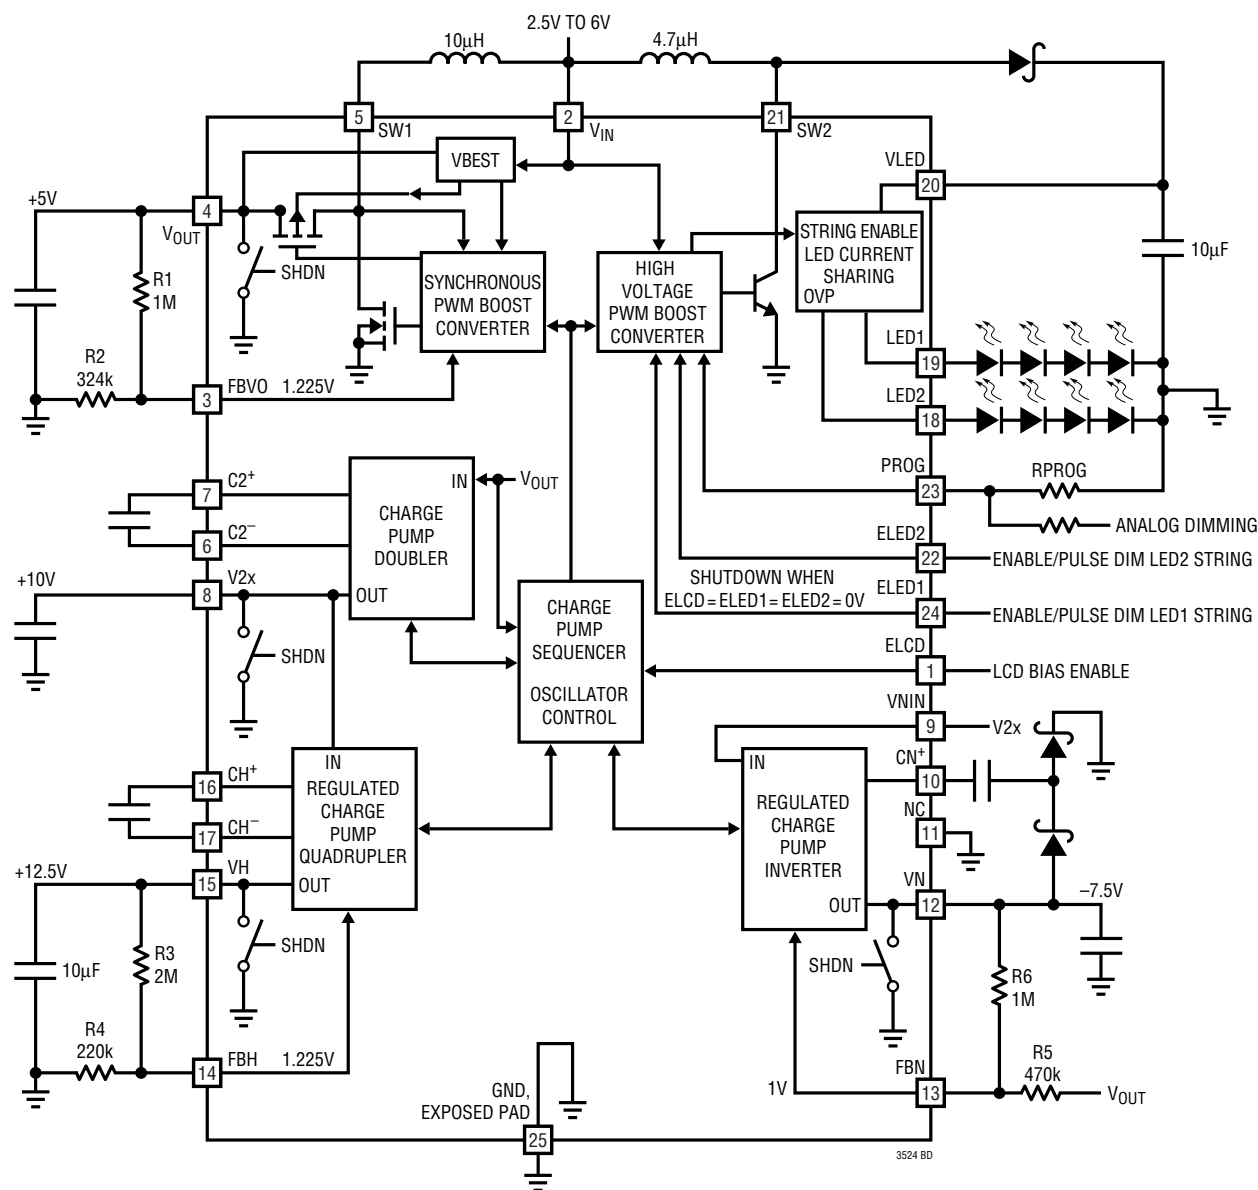 2.5V TO 6V
10µH
4.7µH
5
SW1
2
VIN
21
SW2
VBEST
VLED
20
+5V
4
VOUT
STRING ENABLE
LED CURRENT
SHARING
OVP
10µF
SHDN
R1
1M
SYNCHRONOUS
PWM BOOST
CONVERTER
HIGH
VOLTAGE
PWM BOOST
CONVERTER
LED1
19
R2
324k
3
FBVO 1.225V
LED2
18
PROG
23
RPROG
7
C2+
IN
VOUT
CHARGE
PUMP
DOUBLER
6
C2–
ANALOG DIMMING
ELED2
22
ENABLE/PULSE DIM LED2 STRING
+10V
8
V2x
OUT
SHUTDOWN WHEN
ELCD = ELED1 = ELED2 = 0V
ELED1
24
ENABLE/PULSE DIM LED1 STRING
CHARGE
PUMP
SEQUENCER
OSCILLATOR
CONTROL
SHDN
ELCD
1
LCD BIAS ENABLE
VNIN
9
V2x
16
CH+
IN
REGULATED
CHARGE
PUMP
QUADRUPLER
17
CH–
IN
REGULATED
CHARGE
PUMP
INVERTER
CN+
10
NC
11
+12.5V
15
VH
OUT
VN
OUT
12
–7.5V
10µF
R3
2M
SHDN
SHDN
R6
1M
R4
220k
14
FBH 1.225V
GND,
EXPOSED PAD
25
1V
FBN
13
R5
470k
VOUT
3524 BD